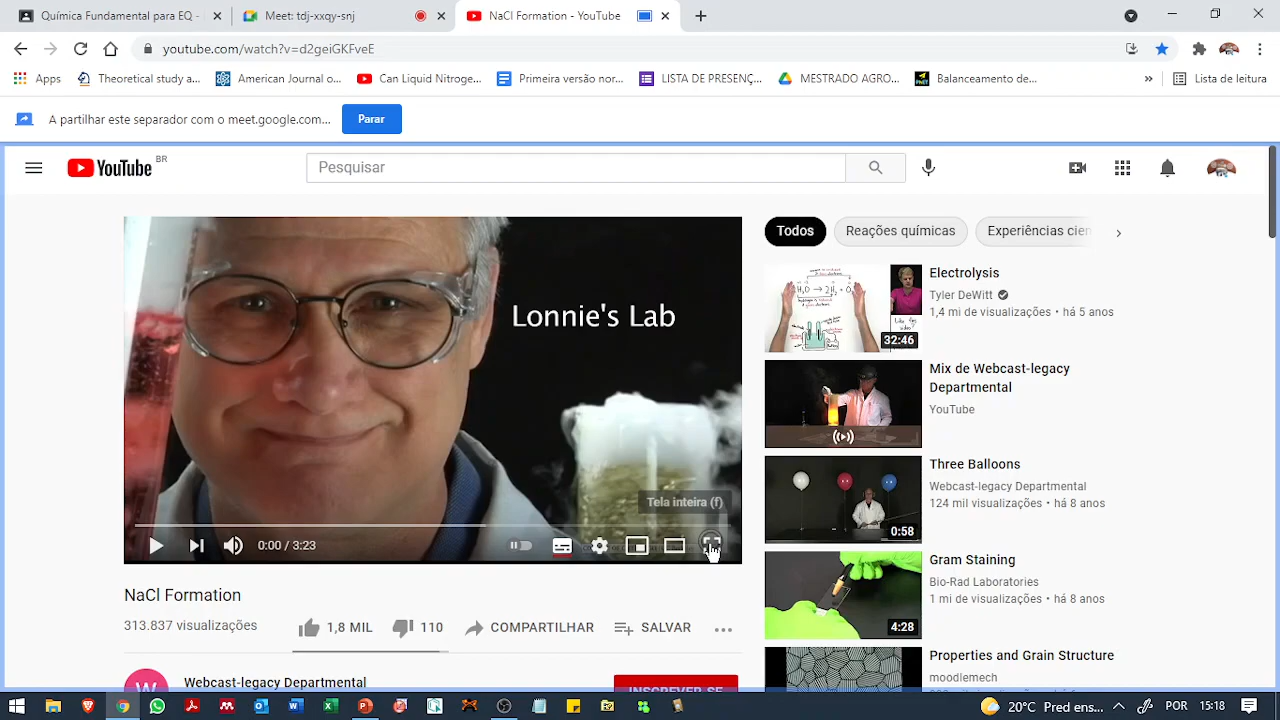 Química Fundamental para EQ -
Meet: tdj-xxqy-snj
NaCl Formation - YouTube
youtube.com/watch?v=d2geiGKFveE
Apps
Theoretical study a...
American Journal o...
Can Liquid Nitroge...
Primeira versão nor...
LISTA DE PRESENÇ...
MESTRADO AGRO...
Balanceamento de...
»
Lista de leitura
A partilhar este separador com o meet.google.com...
Parar
YouTube BR
Pesquisar
Todos
Reações químicas
Experiências cien
Lonnie's Lab
Tela inteira (f)
0:00 / 3:23
NaCl Formation
313.837 visualizações
1,8 MIL
110
COMPARTILHAR
SALVAR
Webcast-legacy Departmental
INSCREVER-SE
Electrolysis
Tyler DeWitt
1,4 mi de visualizações • há 5 anos
32:46
Mix de Webcast-legacy
Departmental
YouTube
Three Balloons
Webcast-legacy Departmental
124 mil visualizações • há 8 anos
0:58
Gram Staining
Bio-Rad Laboratories
1 mi de visualizações • há 8 anos
4:28
Properties and Grain Structure
moodlemech
20°C Pred. ensolar...
POR
15:18